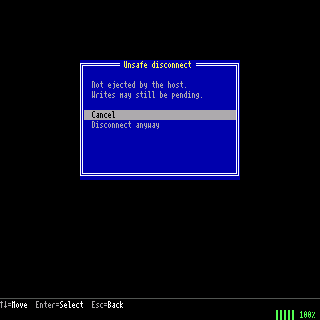 Unsafe disconnect
Not ejected by the host.
Writes may still be pending.
Cancel
Disconnect anyway
↑↓=Move Enter=Select Esc=Back
100%